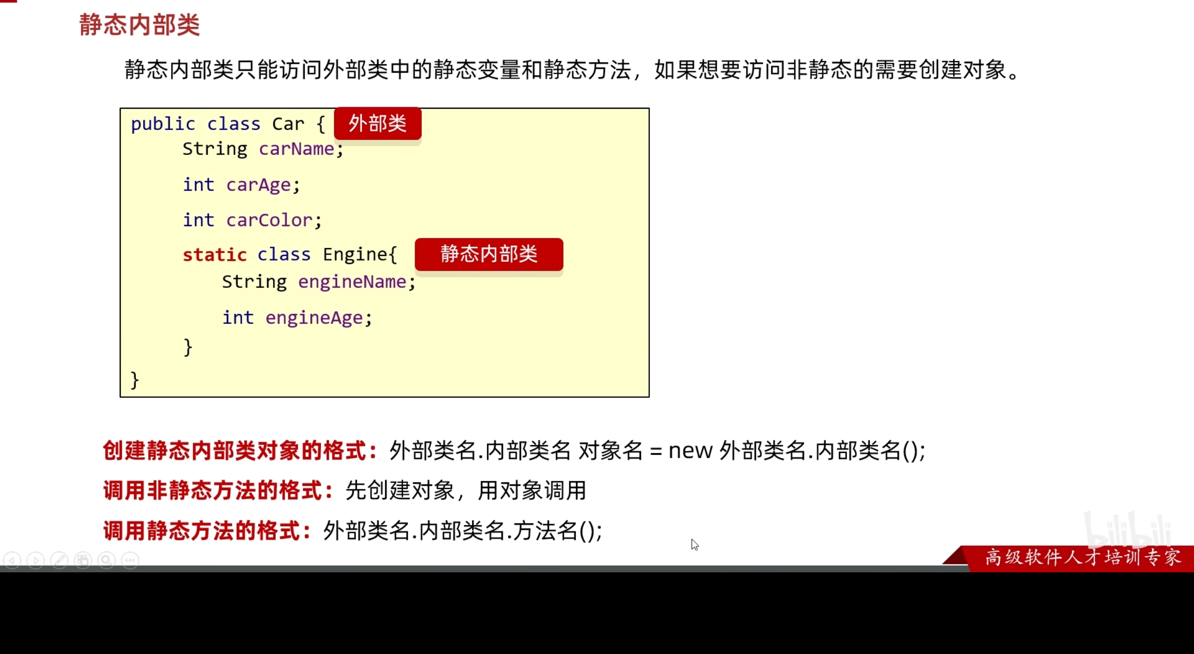 静态内部类
静态内部类只能访问外部类中的静态变量和静态方法，如果想要访问非静态的需要创建对象。
public class Car { 外部类
String carName;
int carAge;
int carColor;
static class Engine{ 静态内部类
String engineName;
int engineAge;
}
}
创建静态内部类对象的格式：外部类名.内部类名 对象名 = new 外部类名.内部类名();
调用非静态方法的格式：先创建对象，用对象调用
调用静态方法的格式：外部类名.内部类名.方法名();
bilibili
高级软件人才培训专家